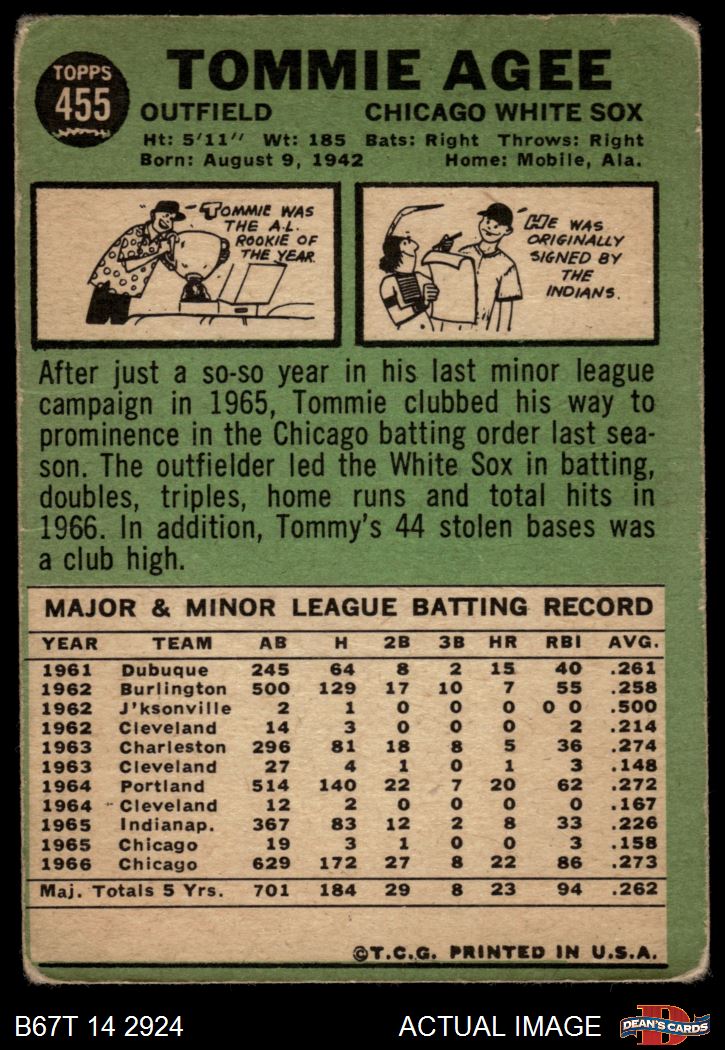 TOPPS
455
TOMMIE AGEE
OUTFIELD CHICAGO WHITE SOX
Ht: 5'11" Wt: 185 Bats: Right Throws: Right
Born: August 9, 1942 Home: Mobile, Ala.
TOMMIE WAS
THE A.L.
ROOKIE OF
THE YEAR.
HE WAS
ORIGINALLY
SIGNED BY
THE
INDIANS.
After just a so-so year in his last minor league
campaign in 1965, Tommie clubbed his way to
prominence in the Chicago batting order last sea-
son. The outfielder led the White Sox in batting,
doubles, triples, home runs and total hits in
1966. In addition, Tommy's 44 stolen bases was
a club high.
MAJOR & MINOR LEAGUE BATTING RECORD
YEAR TEAM AB H 2B 3B HR RBI AVG.
1961 Dubuque 245 64 8 2 15 40 .261
1962 Burlington 500 129 17 10 7 55 .258
1962 J'ksonville 2 1 0 0 0 0 0 .500
1962 Cleveland 14 3 0 0 0 2 .214
1963 Charleston 296 81 18 8 5 36 .274
1963 Cleveland 27 4 1 0 1 3 .148
1964 Portland 514 140 22 7 20 62 .272
1964 Cleveland 12 2 0 0 0 0 .167
1965 Indianap. 367 83 12 2 8 33 .226
1965 Chicago 19 3 1 0 0 3 .158
1966 Chicago 629 172 27 8 22 86 .273
Maj. Totals 5 Yrs. 701 184 29 8 23 94 .262
©T.C.G. PRINTED IN U.S.A.
B67T 14 2924 ACTUAL IMAGE D DEAN'S CARDS